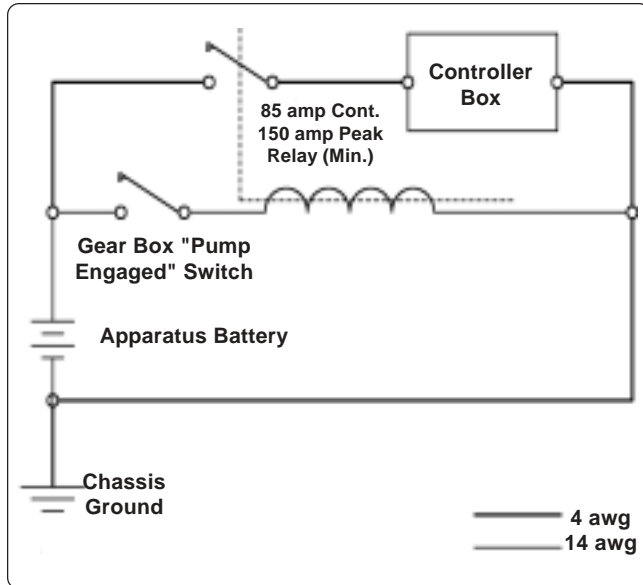 Controller
Box
85 amp Cont.
150 amp Peak
Relay (Min.)
Gear Box "Pump
Engaged" Switch
Apparatus Battery
Chassis
Ground
4 awg
14 awg